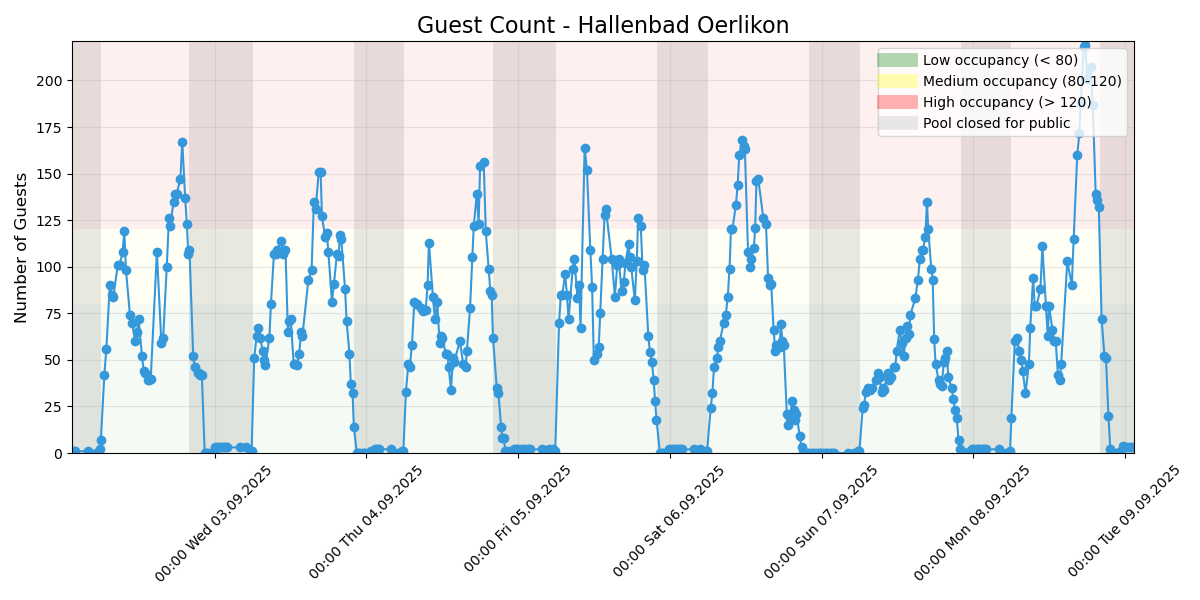 Guest Count - Hallenbad Oerlikon
Number of Guests
200
175
150
125
100
75
50
25
0
Low occupancy (< 80)
Medium occupancy (80-120)
High occupancy (> 120)
Pool closed for public
00:00 Wed 03.09.2025
00:00 Thu 04.09.2025
00:00 Fri 05.09.2025
00:00 Sat 06.09.2025
00:00 Sun 07.09.2025
00:00 Mon 08.09.2025
00:00 Tue 09.09.2025